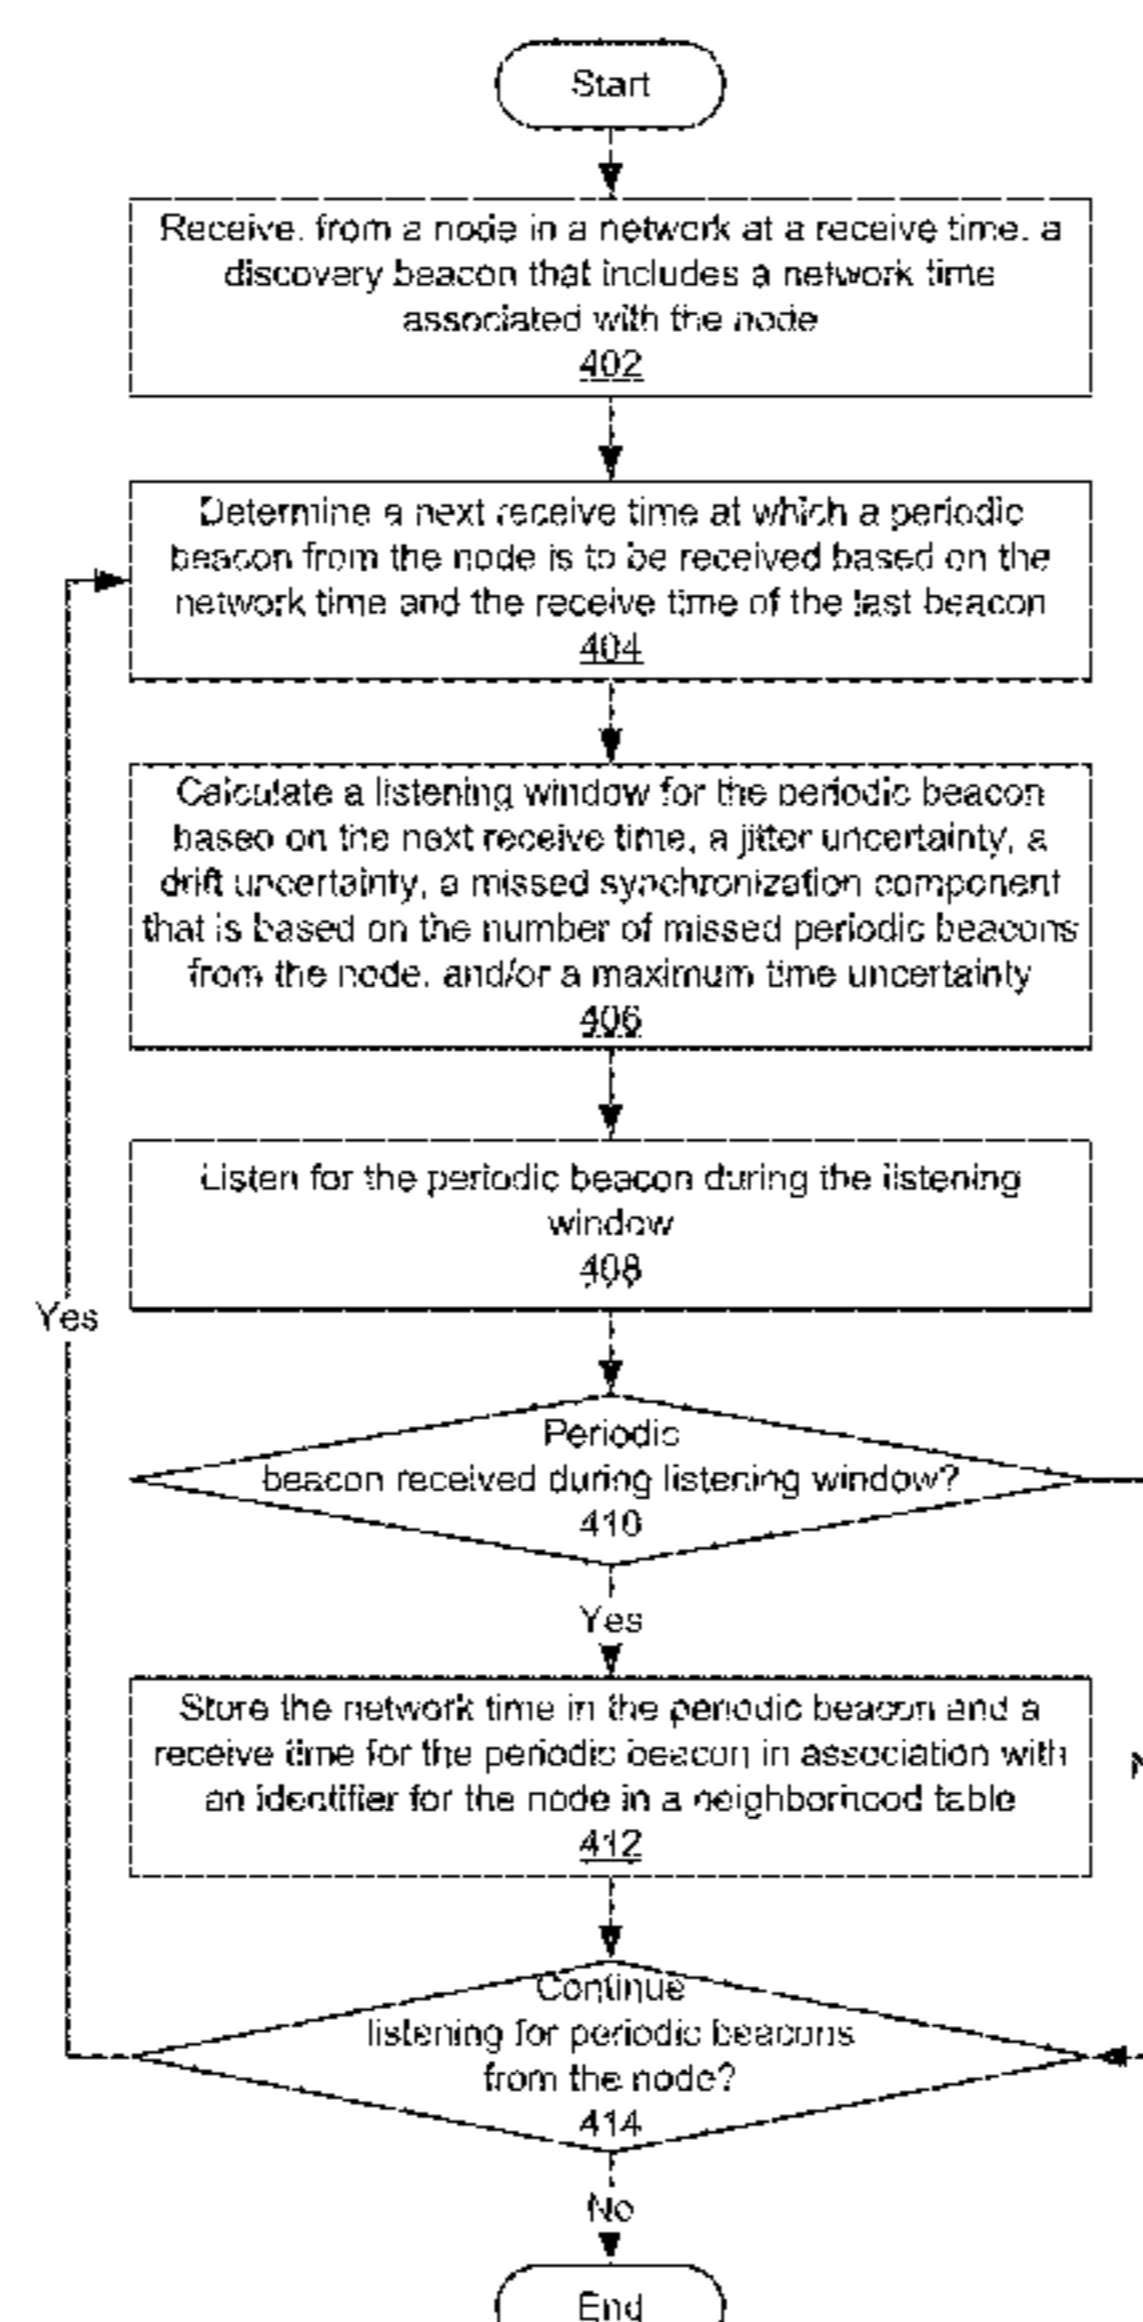 Start
Receive, from a node in a network at a receive time, a
discovery beacon that includes a network time
associated with the node
402
Determine a next receive time at which a periodic
beacon from the node is to be received based on the
network time and the receive time of the last beacon
404
Calculate a listening window for the periodic beacon
based on the next receive time, a jitter uncertainty, a
drift uncertainty, a missed synchronization component
that is based on the number of missed periodic beacons
from the node, and/or a maximum time uncertainty
406
Listen for the periodic beacon during the listening
window
408
Yes
Periodic
beacon received during listening window?
410
Yes
Store the network time in the periodic beacon and a
receive time for the periodic beacon in association with
an identifier for the node in a neighborhood table
412
Continue
listening for periodic beacons
from the node?
414
No
End